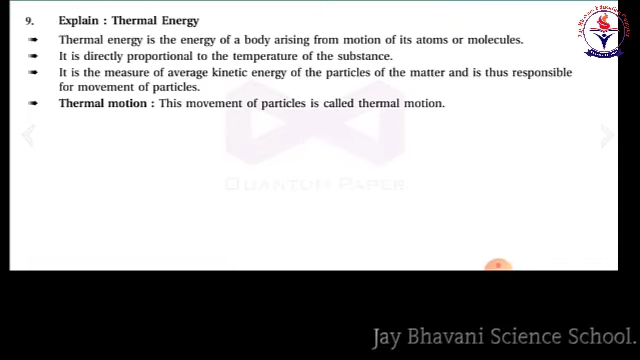 9. Explain : Thermal Energy
➠ Thermal energy is the energy of a body arising from motion of its atoms or molecules.
➠ It is directly proportional to the temperature of the substance.
➠ It is the measure of average kinetic energy of the particles of the matter and is thus responsible
for movement of particles.
➠ Thermal motion : This movement of particles is called thermal motion.
QUANTUM PAPER
Jay Bhavani Science School.